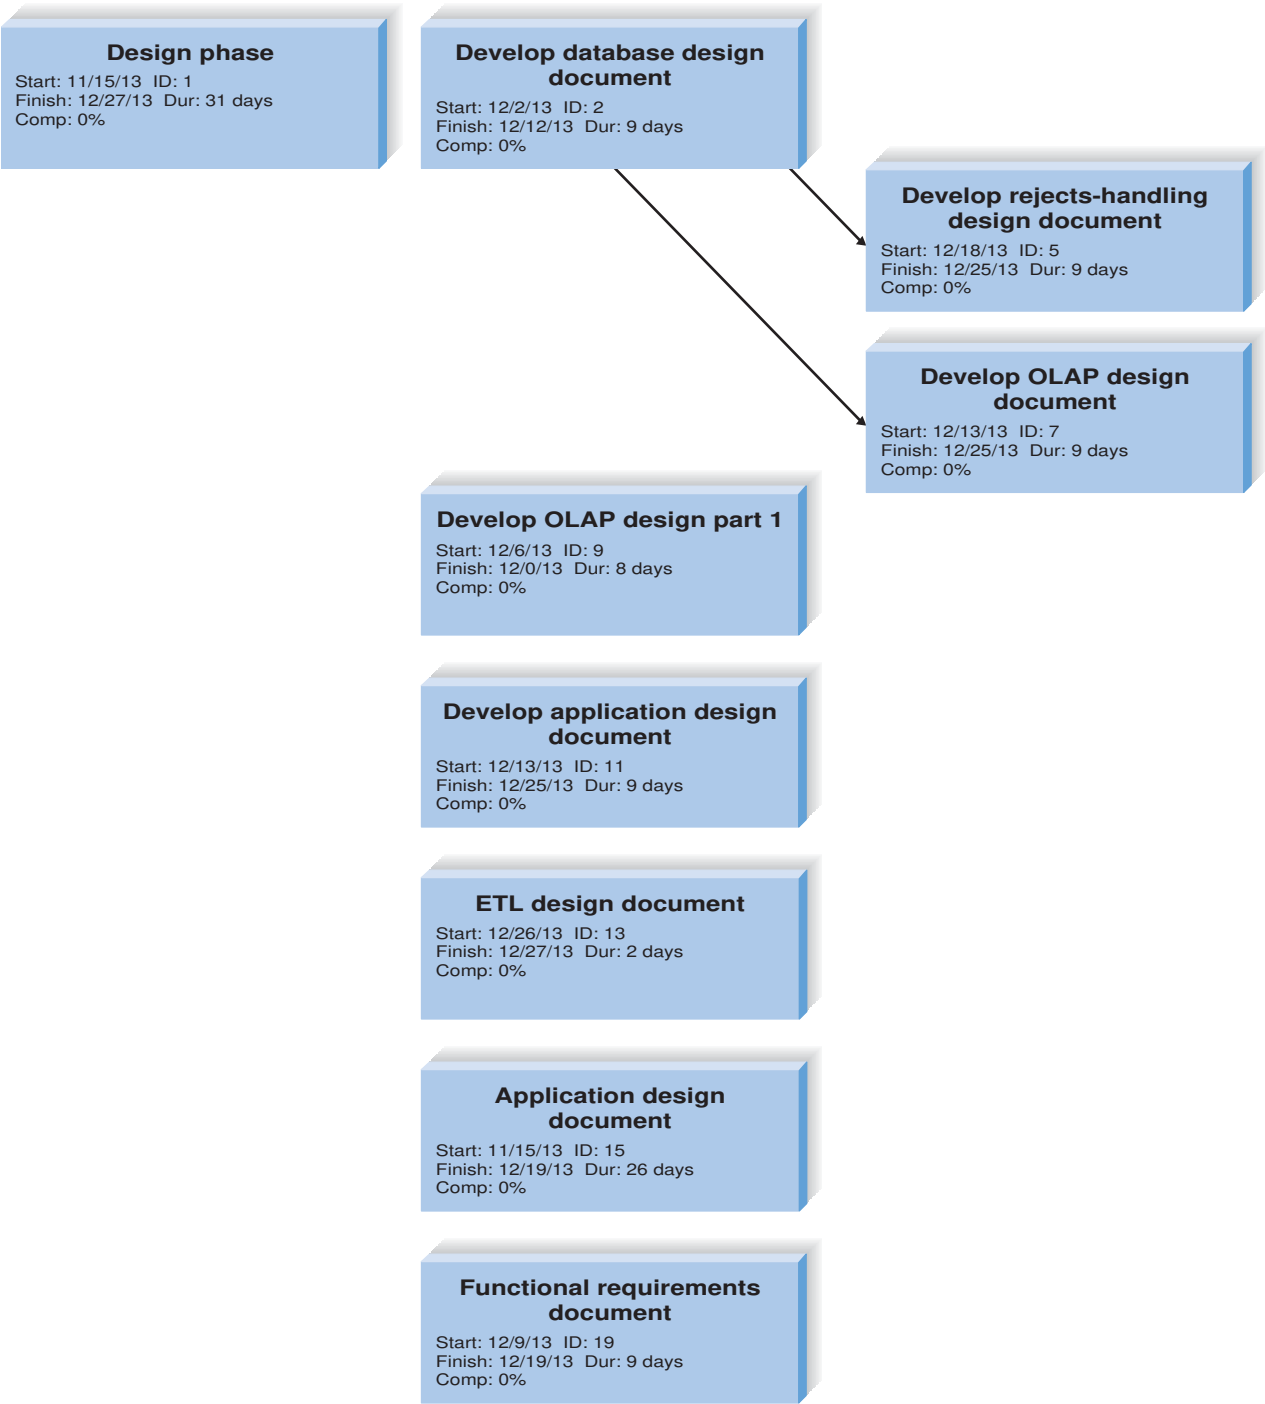 Design phase
Start: 11/15/13 ID: 1
Finish: 12/27/13 Dur: 31 days
Comp: 0%
Develop database design
document
Start: 12/2/13 ID: 2
Finish: 12/12/13 Dur: 9 days
Comp: 0%
Develop rejects-handling
design document
Start: 12/18/13 ID: 5
Finish: 12/25/13 Dur: 9 days
Comp: 0%
Develop OLAP design
document
Start: 12/13/13 ID: 7
Finish: 12/25/13 Dur: 9 days
Comp: 0%
Develop OLAP design part 1
Start: 12/6/13 ID: 9
Finish: 12/0/13 Dur: 8 days
Comp: 0%
Develop application design
document
Start: 12/13/13 ID: 11
Finish: 12/25/13 Dur: 9 days
Comp: 0%
ETL design document
Start: 12/26/13 ID: 13
Finish: 12/27/13 Dur: 2 days
Comp: 0%
Application design
document
Start: 11/15/13 ID: 15
Finish: 12/19/13 Dur: 26 days
Comp: 0%
Functional requirements
document
Start: 12/9/13 ID: 19
Finish: 12/19/13 Dur: 9 days
Comp: 0%